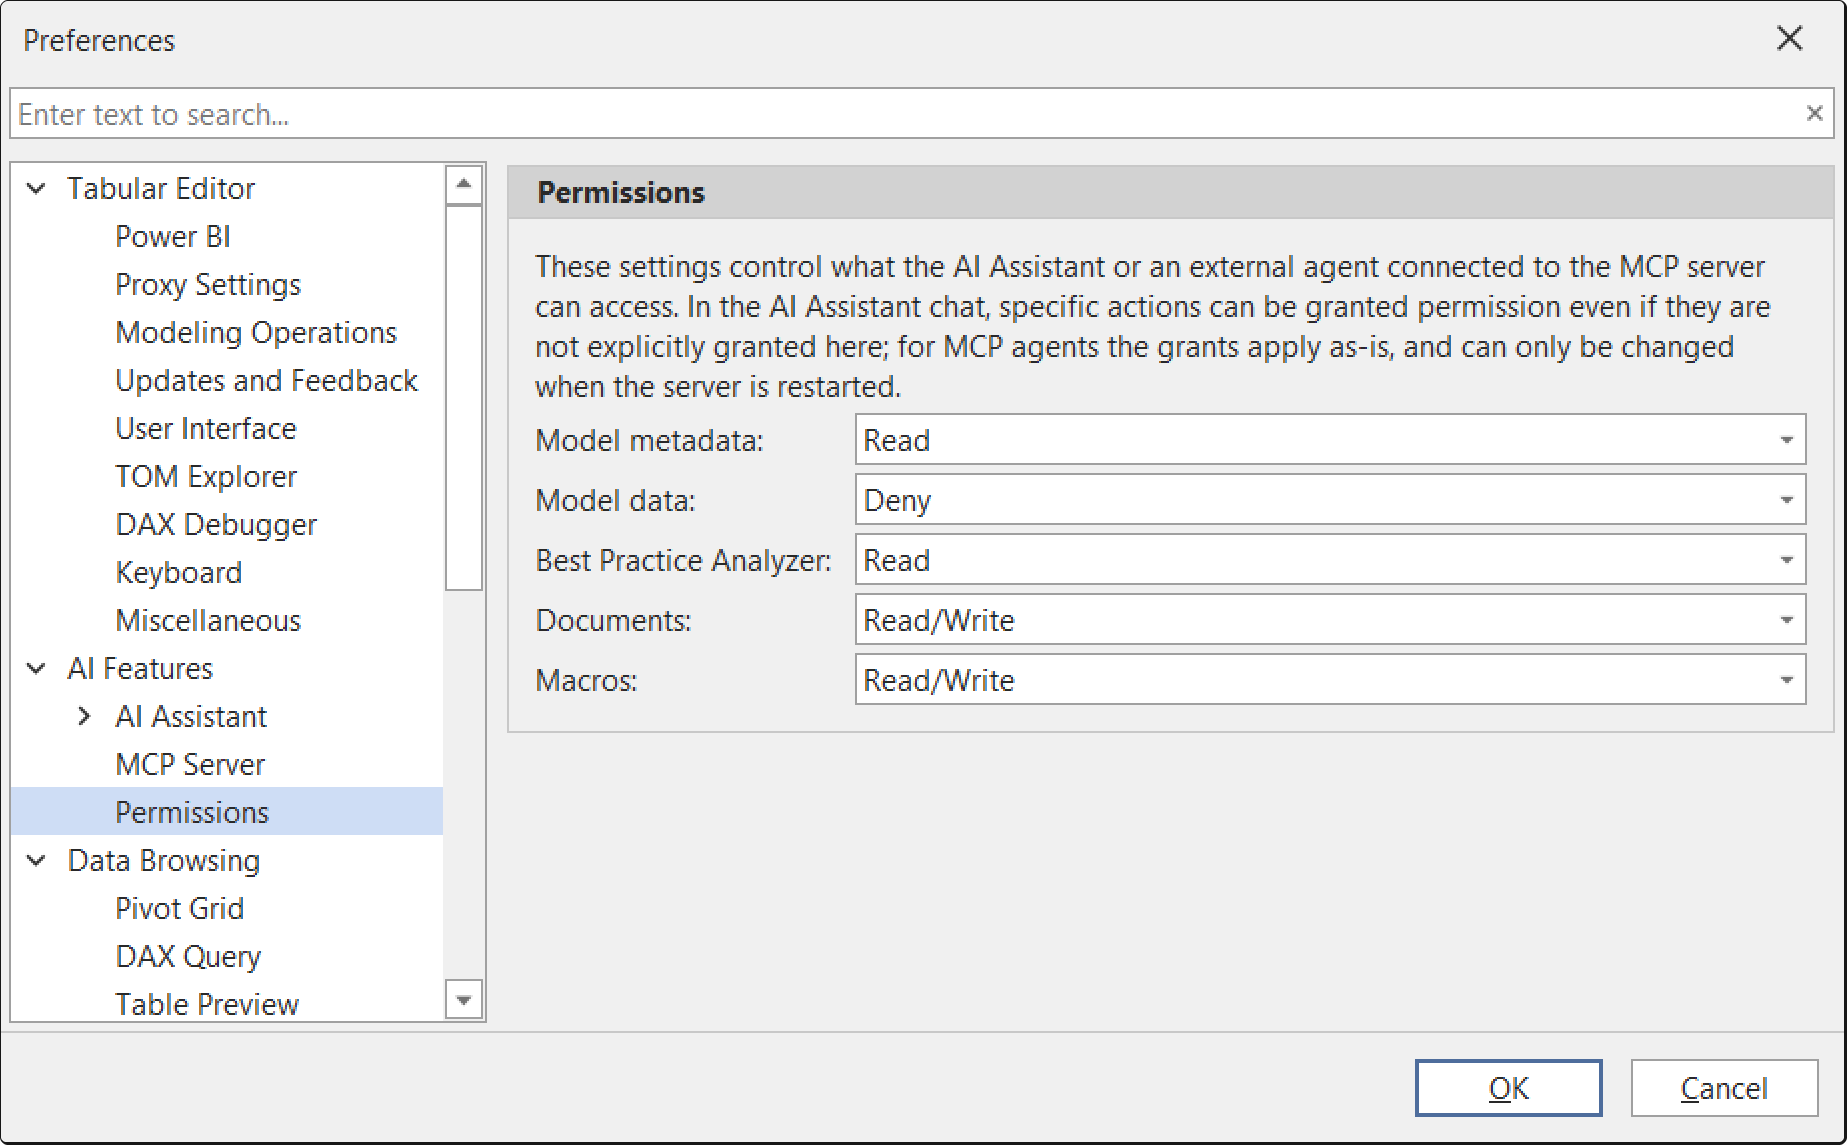 Preferences
Enter text to search...
Tabular Editor
Power BI
Proxy Settings
Modeling Operations
Updates and Feedback
User Interface
TOM Explorer
DAX Debugger
Keyboard
Miscellaneous
AI Features
AI Assistant
MCP Server
Permissions
Data Browsing
Pivot Grid
DAX Query
Table Preview
Permissions
These settings control what the AI Assistant or an external agent connected to the MCP server
can access. In the AI Assistant chat, specific actions can be granted permission even if they are
not explicitly granted here; for MCP agents the grants apply as-is, and can only be changed
when the server is restarted.
Model metadata: Read
Model data: Deny
Best Practice Analyzer: Read
Documents: Read/Write
Macros: Read/Write
OK Cancel